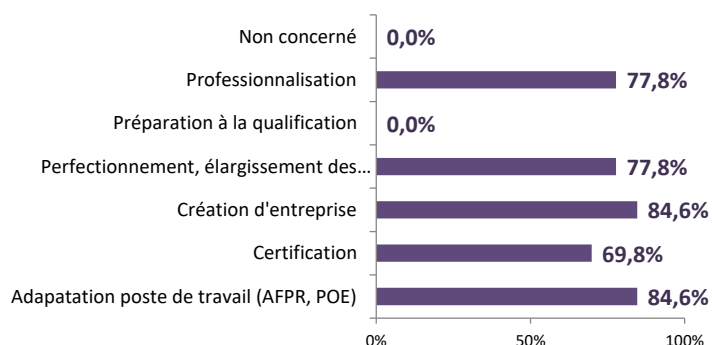 Non concerné 0,0%
Professionnalisation 77,8%
Préparation à la qualification 0,0%
Perfectionnement, élargissement des... 77,8%
Création d'entreprise 84,6%
Certification 69,8%
Adapatation poste de travail (AFPR, POE) 84,6%
0% 50% 100%